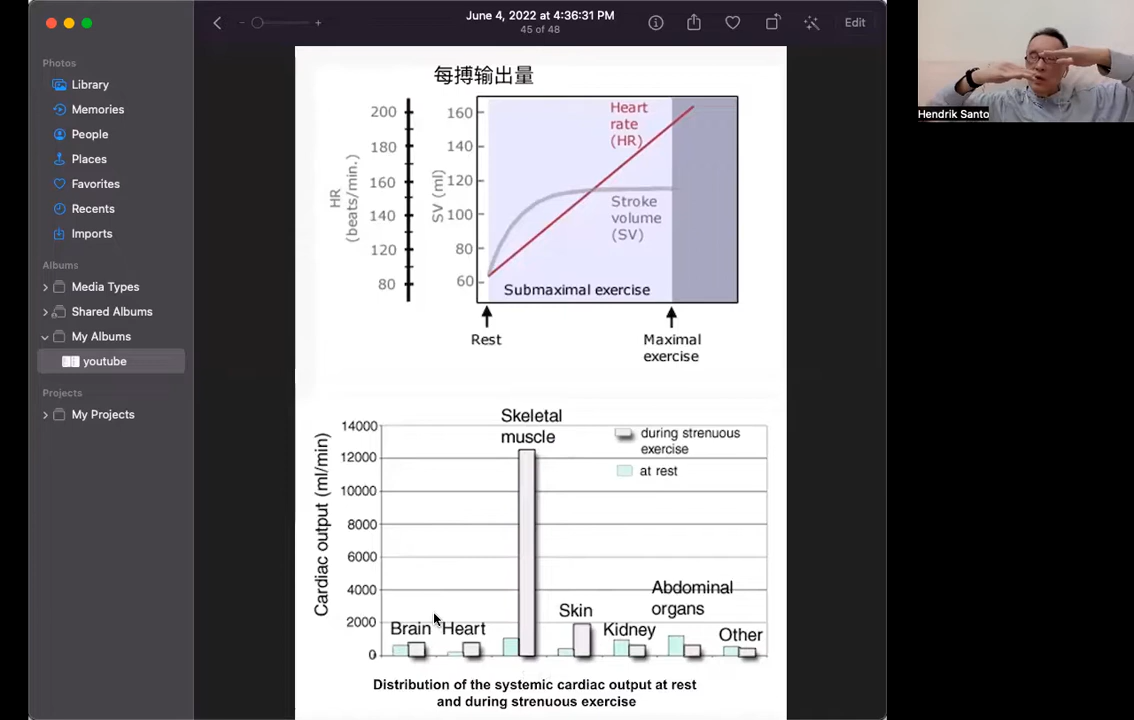 June 4, 2022 at 4:36:31 PM
45 of 48
Edit
Photos
Library
Memories
People
Places
Favorites
Recents
Imports
Albums
Media Types
Shared Albums
My Albums
youtube
Projects
My Projects
Hendrik Santo
每搏输出量
HR
(beats/min.)
200
180
160
140
120
80
SV (ml)
160
140
120
100
80
60
Heart
rate
(HR)
Stroke
volume
(SV)
Submaximal exercise
Rest
Maximal
exercise
Cardiac output (ml/min)
14000
12000
10000
8000
6000
4000
2000
0
Skeletal
muscle
during strenuous
exercise
at rest
Brain
Heart
Skin
Kidney
Abdominal
organs
Other
Distribution of the systemic cardiac output at rest
and during strenuous exercise